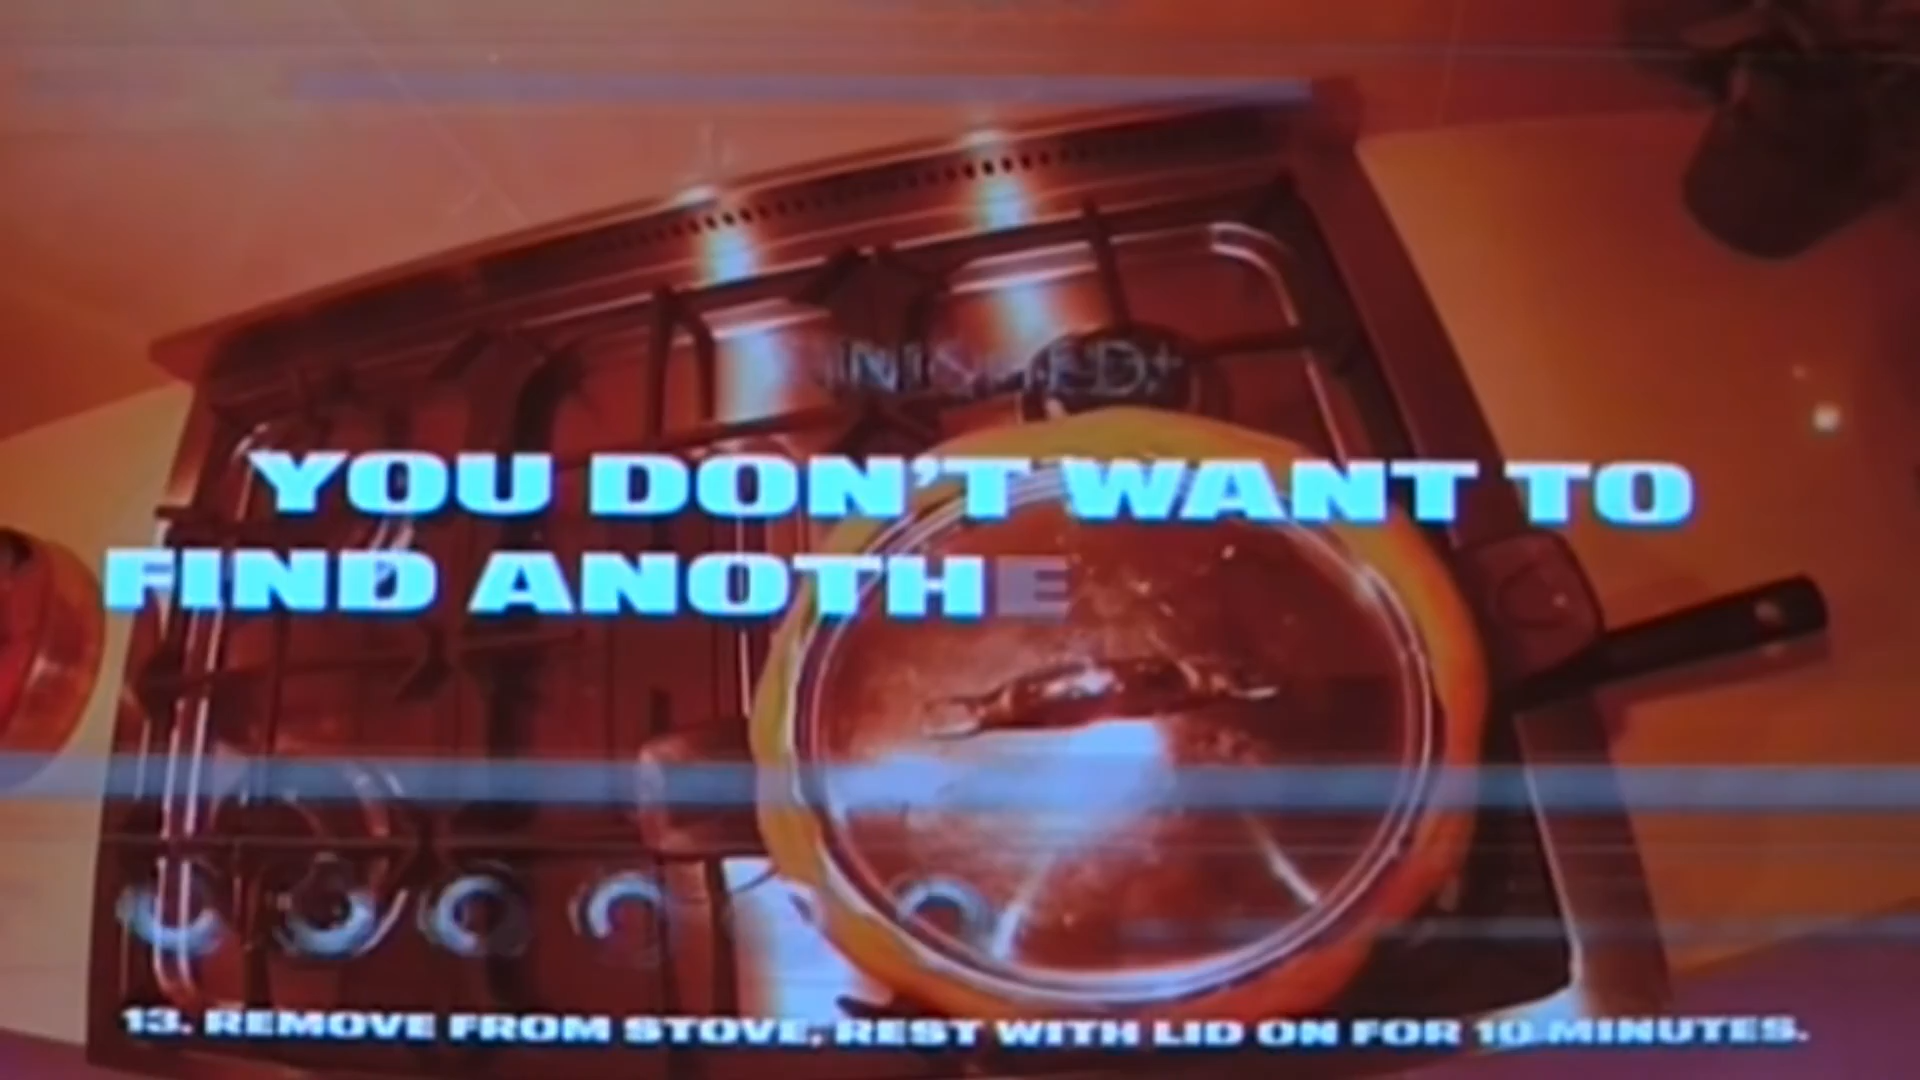 YOU DON'T WANT TO
FIND ANOTHE
13. REMOVE FROM STOVE, REST WITH LID ON FOR 10 MINUTES.